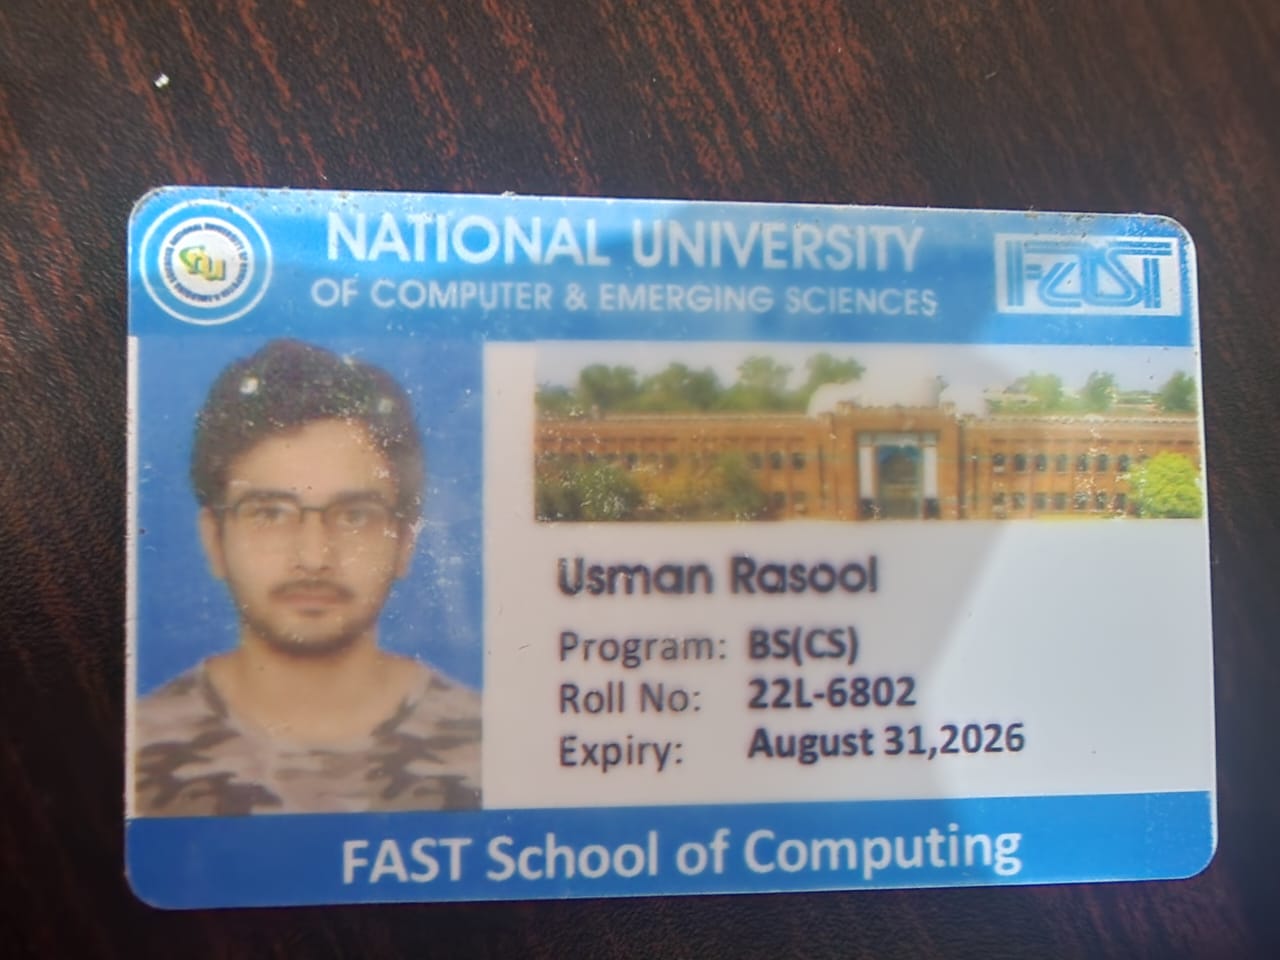 NATIONAL UNIVERSITY
OF COMPUTER & EMERGING SCIENCES
FAST
Usman Rasool
Program: BS(CS)
Roll No: 22L-6802
Expiry: August 31,2026
FAST School of Computing